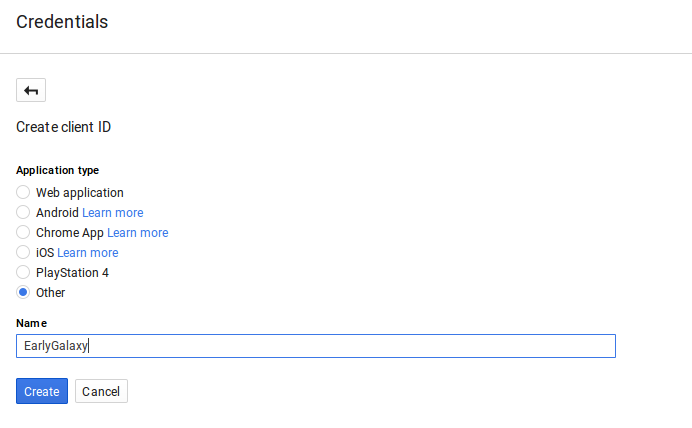 Credentials
Create client ID
Application type
Web application
Android Learn more
Chrome App Learn more
iOS Learn more
PlayStation 4
Other
Name
EarlyGalaxy
Create Cancel